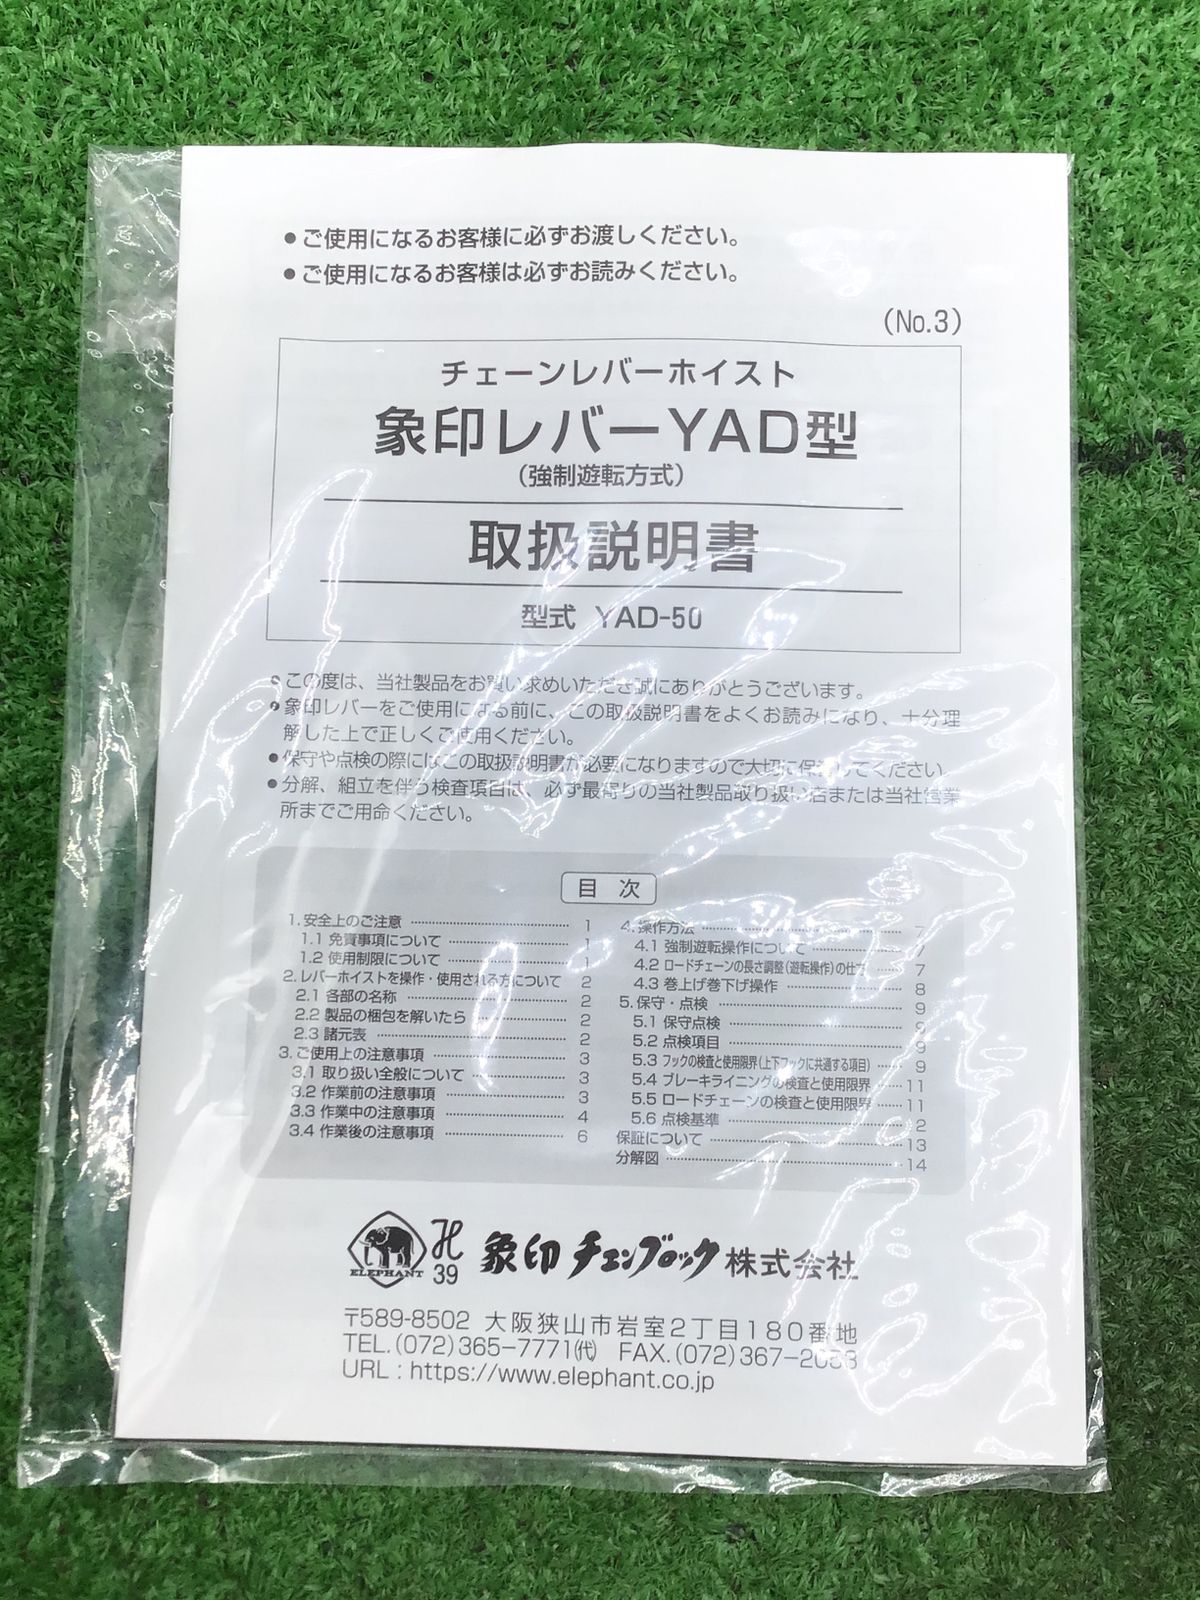 ●ご使用になるお客様に必ずお渡しください。
●ご使用になるお客様は必ずお読みください。
(No.3)
チェーンレバーホイスト
象印レバーYAD型
(強制遊転方式)
取扱説明書
型式 YAD-50
●この度は、当社製品をお買い求めいただき誠にありがとうございます。
●象印レバーをご使用になる前に、この取扱説明書をよくお読みになり、十分理
解した上で正しくご使用ください。
●保守や点検の際にはこの取扱説明書が必要になりますので大切に保管してください。
●分解、組立を伴う検査項目は、必ず最寄りの当社製品取り扱い店または当社営業
所までご用命ください。
目 次
1. 安全上のご注意 …… 1
1.1 免責事項について …… 1
1.2 使用制限について …… 1
2. レバーホイストを操作・使用される方について 2
2.1 各部の名称 …… 2
2.2 製品の梱包を解いたら …… 2
2.3 諸元表 …… 2
3. ご使用上の注意事項 …… 3
3.1 取り扱い全般について …… 3
3.2 作業前の注意事項 …… 3
3.3 作業中の注意事項 …… 4
3.4 作業後の注意事項 …… 6
4. 操作方法 …… 7
4.1 強制遊転操作について …… 7
4.2 ロードチェーンの長さ調整(遊転操作)の仕方 …… 7
4.3 巻上げ巻下げ操作 …… 8
5. 保守・点検 …… 9
5.1 保守点検 …… 9
5.2 点検項目 …… 9
5.3 フックの検査と使用限界(上下フックに共通する項目) …… 9
5.4 ブレーキライニングの検査と使用限界 …… 11
5.5 ロードチェーンの検査と使用限界 …… 11
5.6 点検基準 …… 12
保証について …… 13
分解図 …… 14
ELEPHANT 39 象印チェンブロック株式会社
〒589-8502 大阪狭山市岩室2丁目180番地
TEL.(072)365-7771㈹ FAX.(072)367-2053
URL : https://www.elephant.co.jp